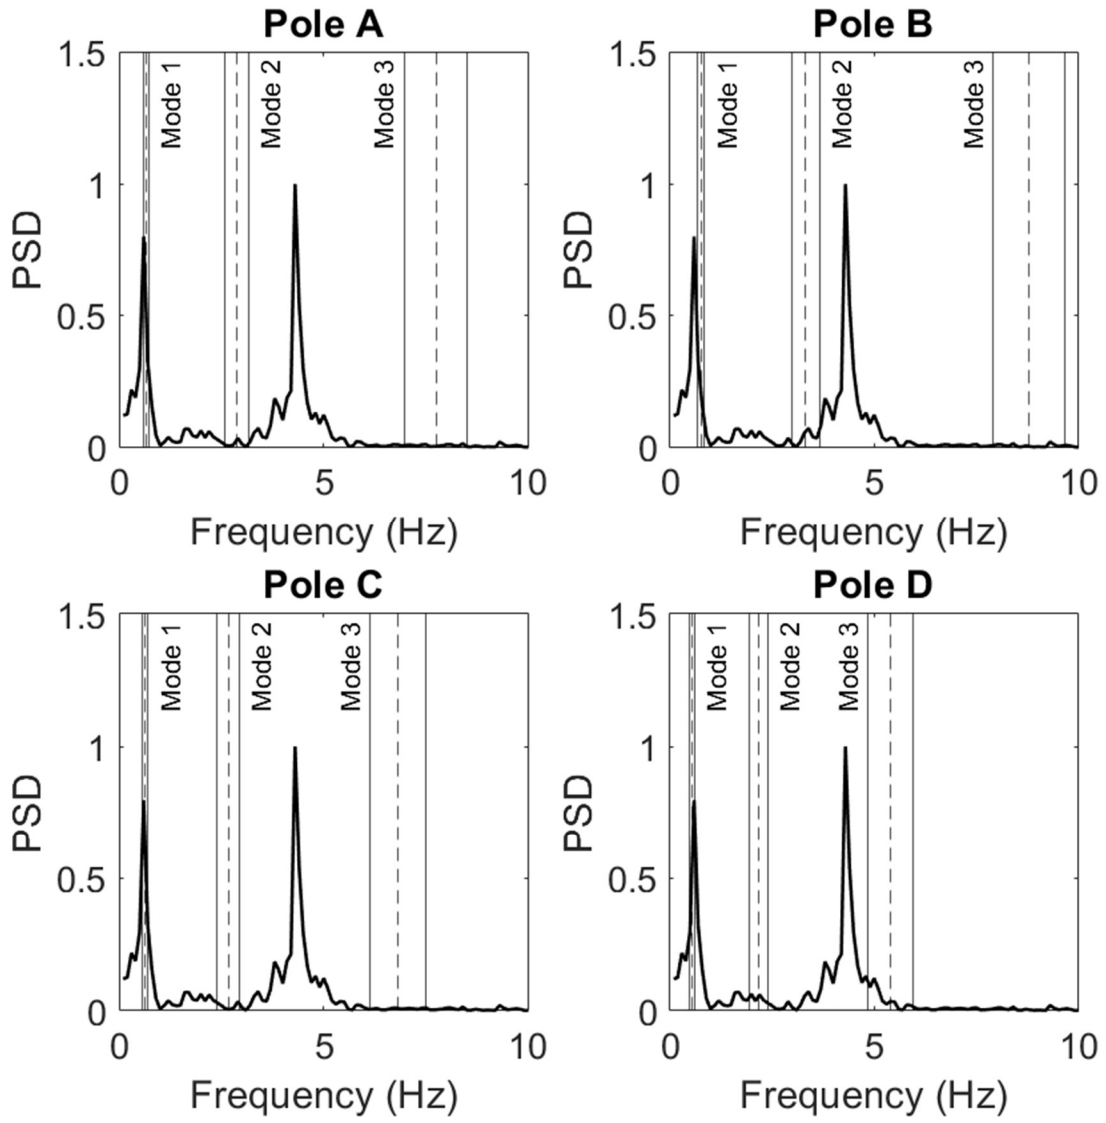 Pole A
1.5
1
0.5
0
PSD
Mode 1
Mode 2
Mode 3
0 5 10
Frequency (Hz)
Pole B
1.5
1
0.5
0
PSD
Mode 1
Mode 2
Mode 3
0 5 10
Frequency (Hz)
Pole C
1.5
1
0.5
0
PSD
Mode 1
Mode 2
Mode 3
0 5 10
Frequency (Hz)
Pole D
1.5
1
0.5
0
PSD
Mode 1
Mode 2
Mode 3
0 5 10
Frequency (Hz)